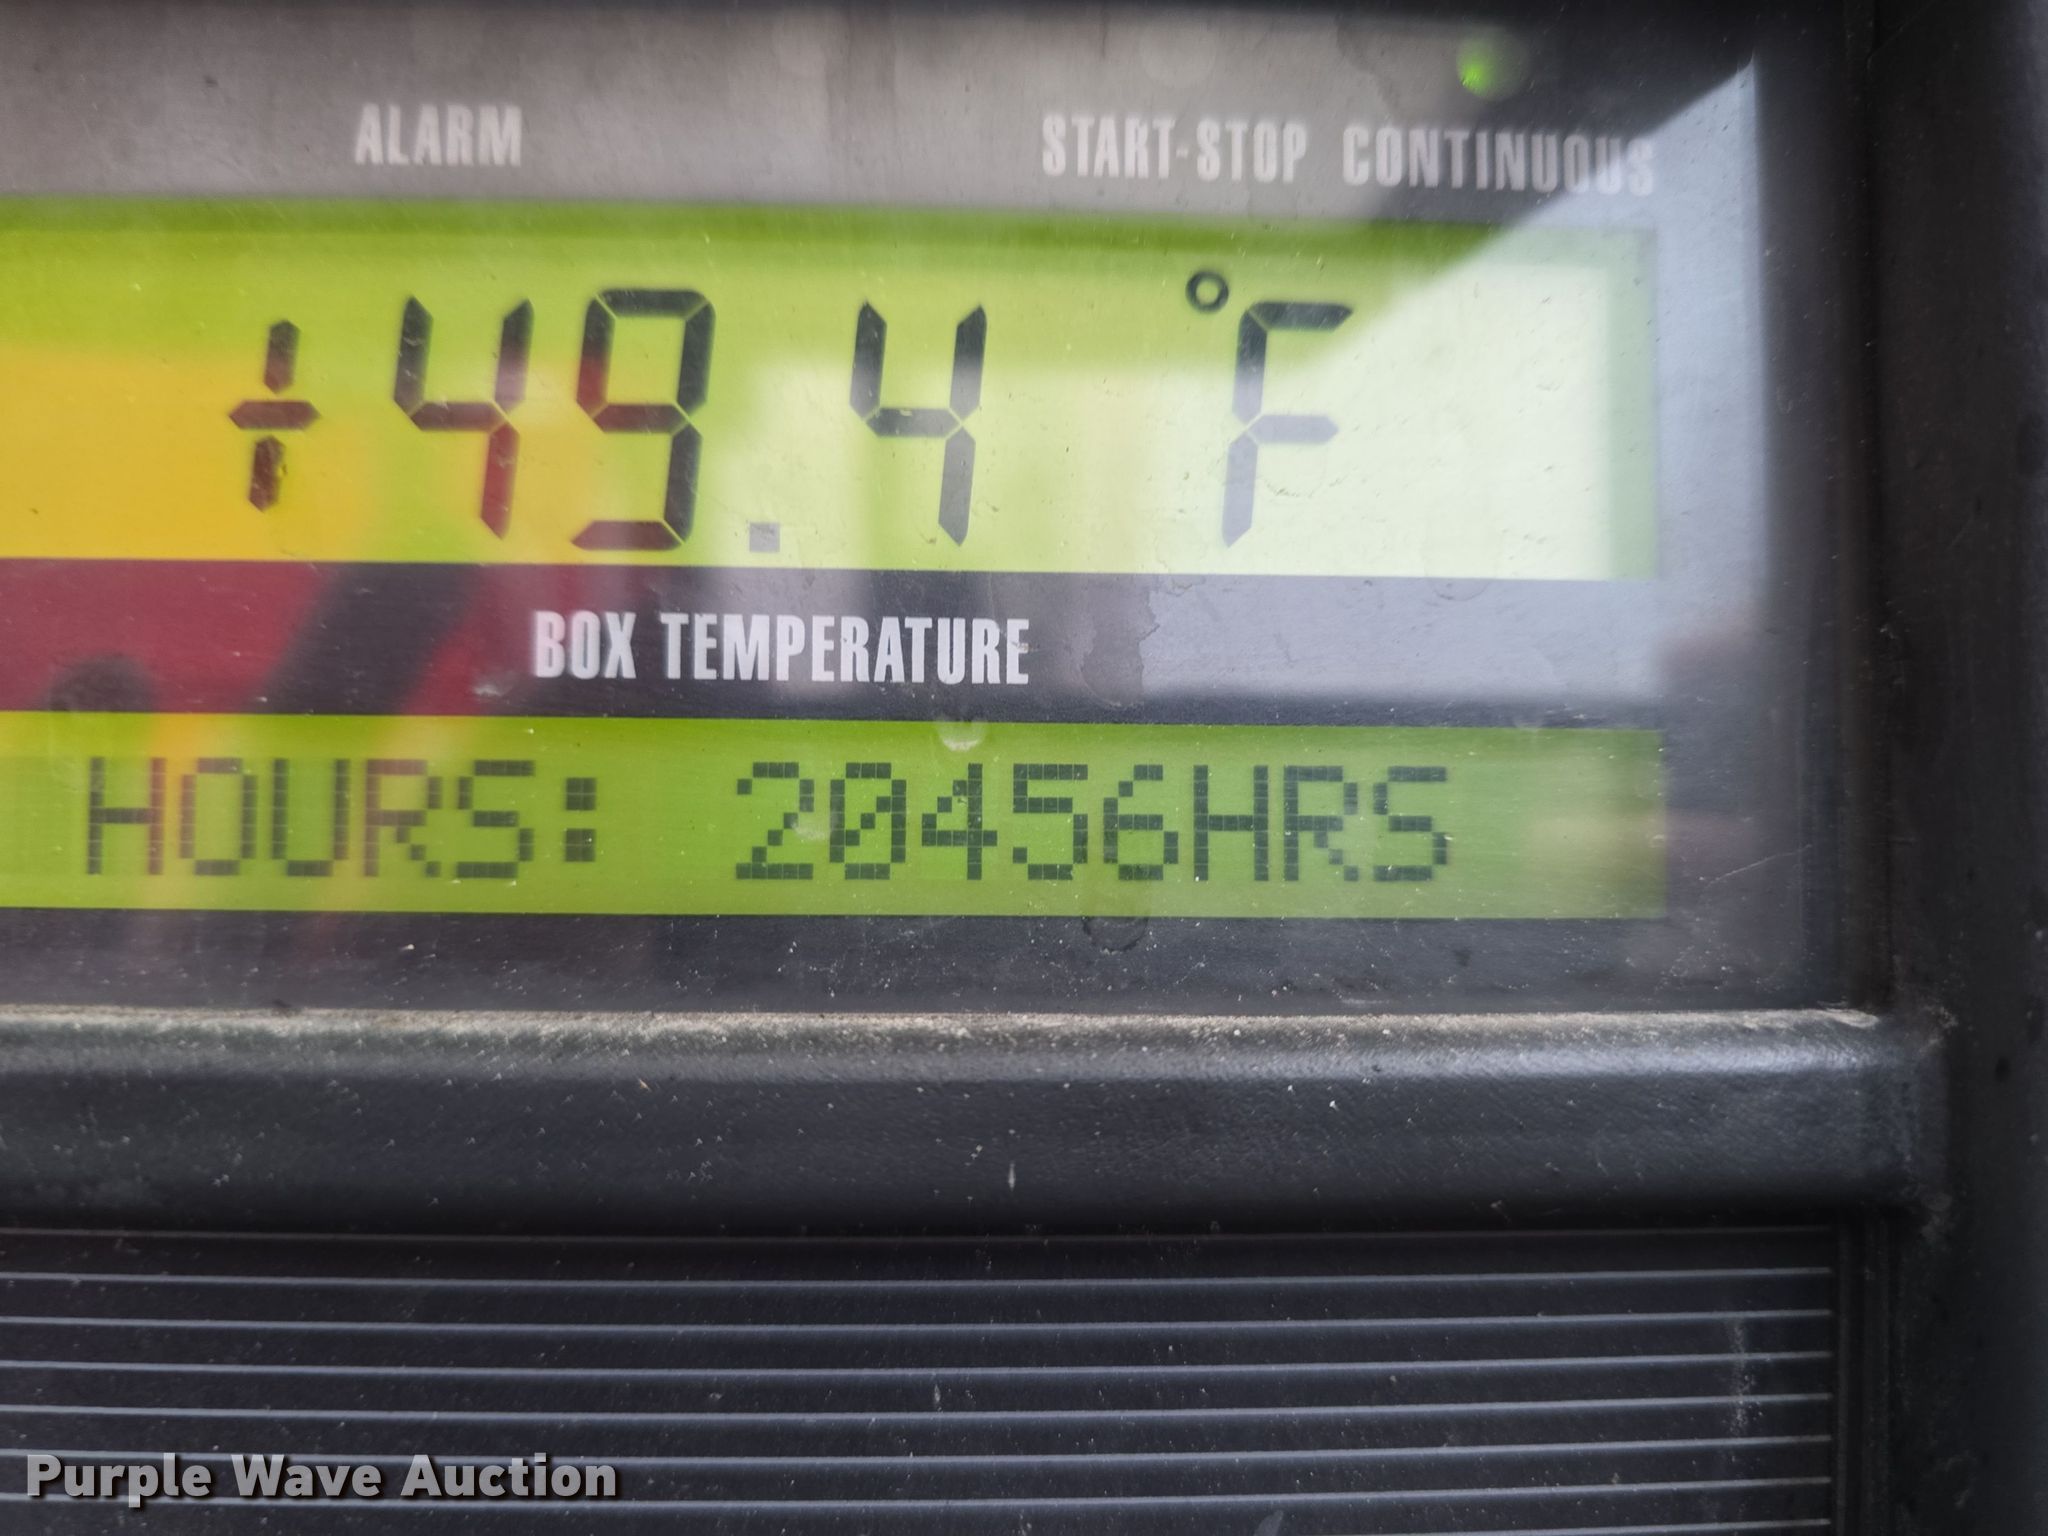 ALARM START-STOP CONTINUOUS
+49.4 °F
BOX TEMPERATURE
HOURS: 20456HRS
Purple Wave Auction